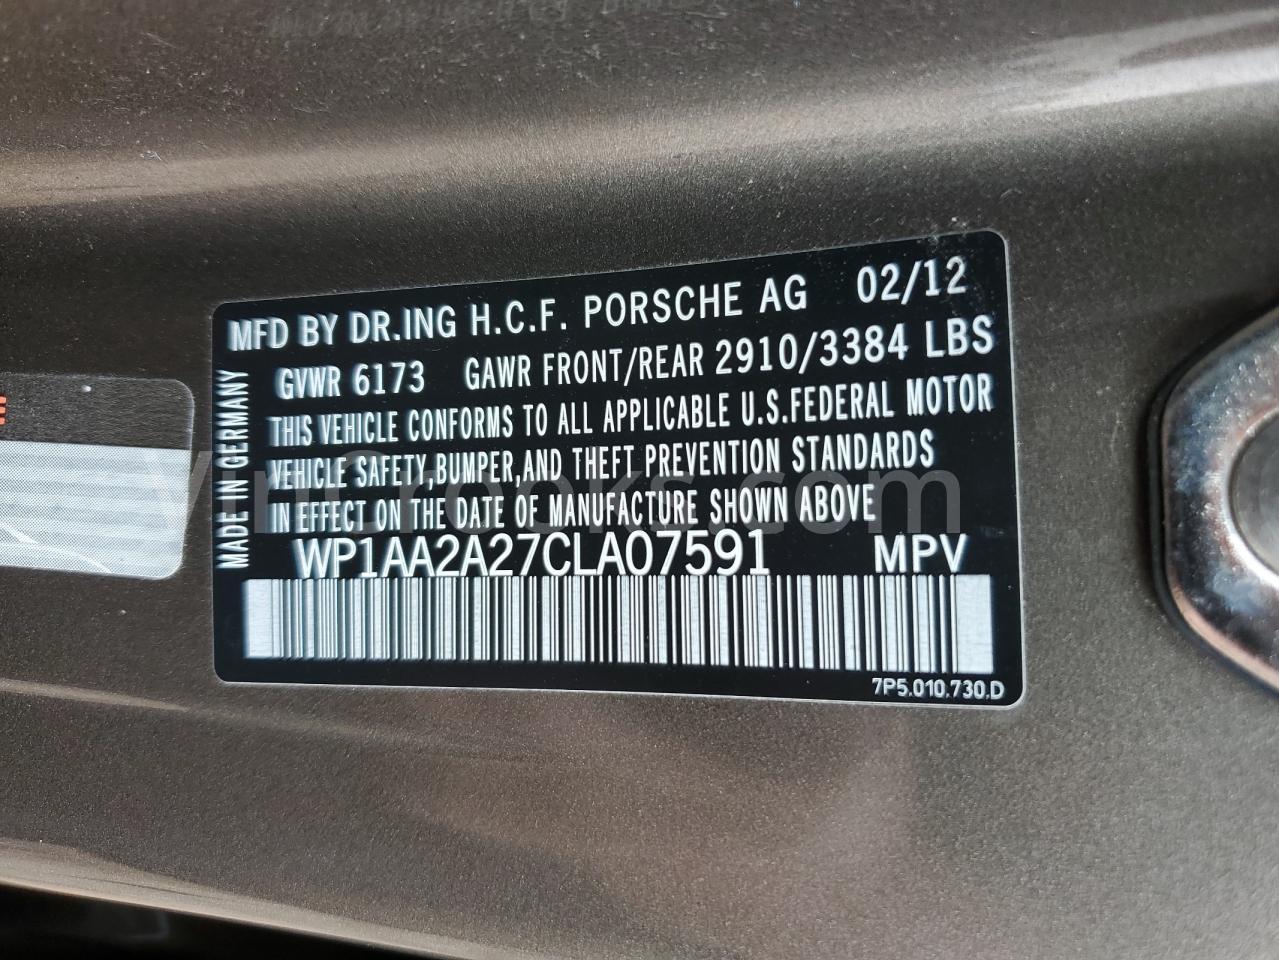 MFD BY DR.ING H.C.F. PORSCHE AG 02/12
GVWR 6173 GAWR FRONT/REAR 2910/3384 LBS
THIS VEHICLE CONFORMS TO ALL APPLICABLE U.S.FEDERAL MOTOR
VEHICLE SAFETY,BUMPER,AND THEFT PREVENTION STANDARDS
IN EFFECT ON THE DATE OF MANUFACTURE SHOWN ABOVE
MADE IN GERMANY
WP1AA2A27CLA07591 MPV
7P5.010.730.D
VinCrooks.com